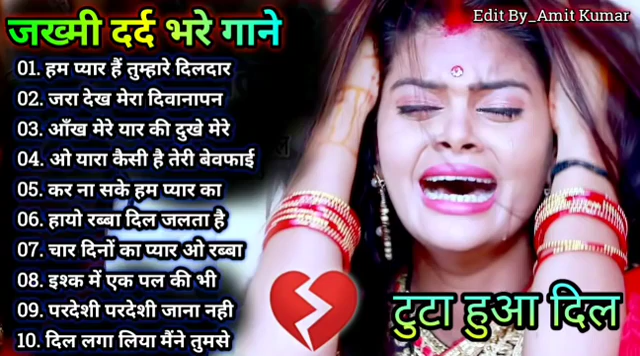 जख्मी दर्द भरे गाने
Edit By_Amit Kumar
01. हम प्यार हैं तुम्हारे दिलदार
02. जरा देख मेरा दिवानापन
03. आँख मेरे यार की दुखे मेरे
04. ओ यारा कैसी है तेरी बेवफाई
05. कर ना सके हम प्यार का
06. हायो रब्बा दिल जलता है
07. चार दिनों का प्यार ओ रब्बा
08. इश्क में एक पल की भी
09. परदेशी परदेशी जाना नही
10. दिल लगा लिया मैंने तुमसे
टुटा हुआ दिल